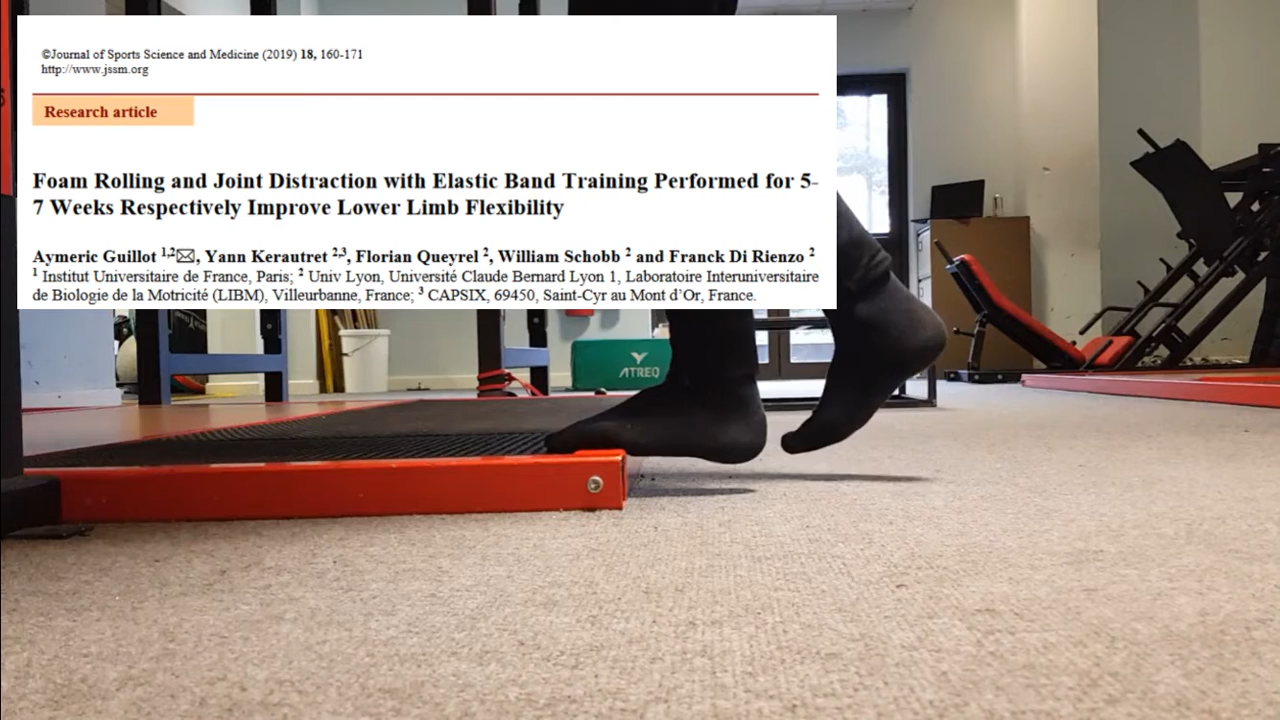 ©Journal of Sports Science and Medicine (2019) 18, 160-171
http://www.jssm.org
Research article
Foam Rolling and Joint Distraction with Elastic Band Training Performed for 5-
7 Weeks Respectively Improve Lower Limb Flexibility
Aymeric Guillot 1,2✉, Yann Kerautret 2,3, Florian Queyrel 2, William Schobb 2 and Franck Di Rienzo 2
1 Institut Universitaire de France, Paris; 2 Univ Lyon, Université Claude Bernard Lyon 1, Laboratoire Interuniversitaire
de Biologie de la Motricité (LIBM), Villeurbanne, France; 3 CAPSIX, 69450, Saint-Cyr au Mont d’Or, France.
ATREQ